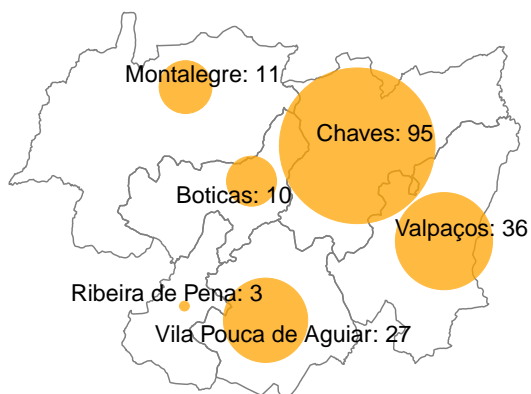 Montalegre: 11
Chaves: 95
Boticas: 10
Valpaços: 36
Ribeira de Pena: 3
Vila Pouca de Aguiar: 27